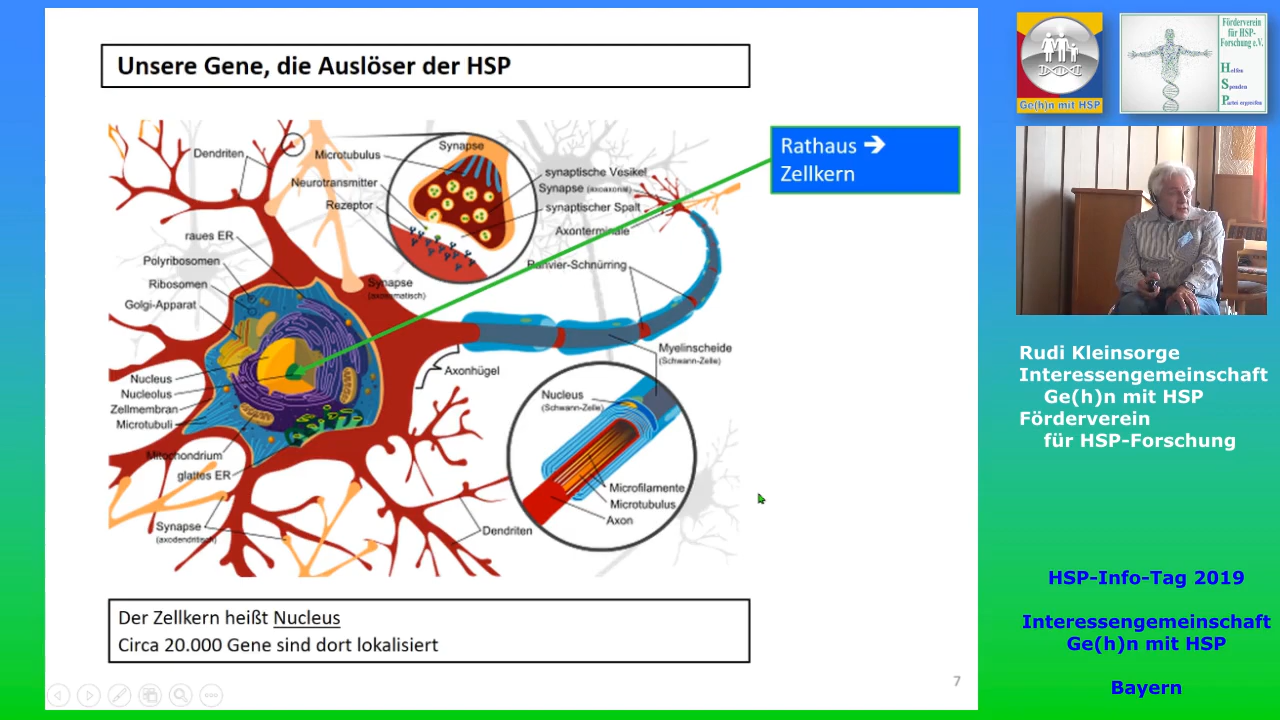 Unsere Gene, die Auslöser der HSP
Dendriten
Microtubulus
Neurotransmitter
Rezeptor
Synapse
synaptische Vesikel
Synapse (axoaxonal)
synaptischer Spalt
Axonterminale
Ranvier-Schnürring
raues ER
Polyribosomen
Ribosomen
Golgi-Apparat
Synapse
(axosomatisch)
Nucleus
Nucleolus
Zellmembran
Microtubuli
Mitochondrium
glattes ER
Synapse
(axodendritisch)
Axonhügel
Myelinscheide
(Schwann-Zelle)
Nucleus
(Schwann-Zelle)
Microfilamente
Microtubulus
Axon
Dendriten
Rathaus ➔
Zellkern
Der Zellkern heißt Nucleus
Circa 20.000 Gene sind dort lokalisiert
7
Ge(h)n mit HSP
Förderverein
für HSP-
Forschung e.V.
Helfen
Spenden
Partei ergreifen
Rudi Kleinsorge
Interessengemeinschaft
Ge(h)n mit HSP
Förderverein
für HSP-Forschung
HSP-Info-Tag 2019
Interessengemeinschaft
Ge(h)n mit HSP
Bayern